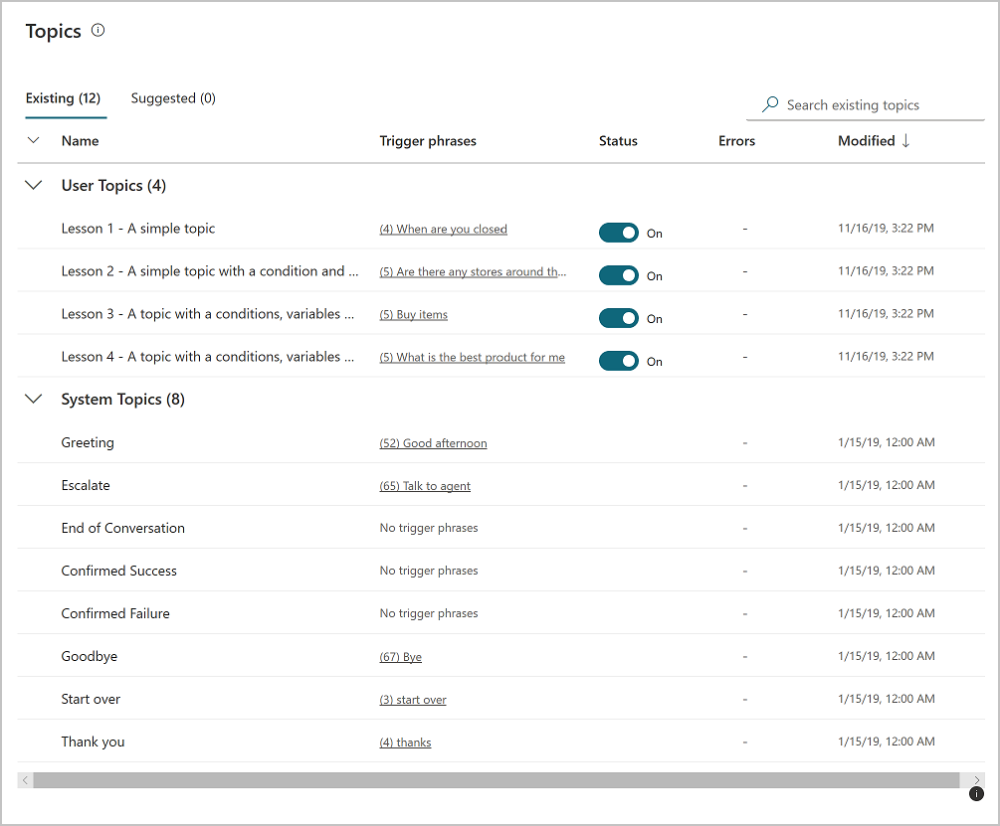 Topics
Existing (12) Suggested (0)
Search existing topics
Name Trigger phrases Status Errors Modified ↓
User Topics (4)
Lesson 1 - A simple topic (4) When are you closed On - 11/16/19, 3:22 PM
Lesson 2 - A simple topic with a condition and ... (5) Are there any stores around th... On - 11/16/19, 3:22 PM
Lesson 3 - A topic with a conditions, variables ... (5) Buy items On - 11/16/19, 3:22 PM
Lesson 4 - A topic with a conditions, variables ... (5) What is the best product for me On - 11/16/19, 3:22 PM
System Topics (8)
Greeting (52) Good afternoon - 1/15/19, 12:00 AM
Escalate (65) Talk to agent - 1/15/19, 12:00 AM
End of Conversation No trigger phrases - 1/15/19, 12:00 AM
Confirmed Success No trigger phrases - 1/15/19, 12:00 AM
Confirmed Failure No trigger phrases - 1/15/19, 12:00 AM
Goodbye (67) Bye - 1/15/19, 12:00 AM
Start over (3) start over - 1/15/19, 12:00 AM
Thank you (4) thanks - 1/15/19, 12:00 AM